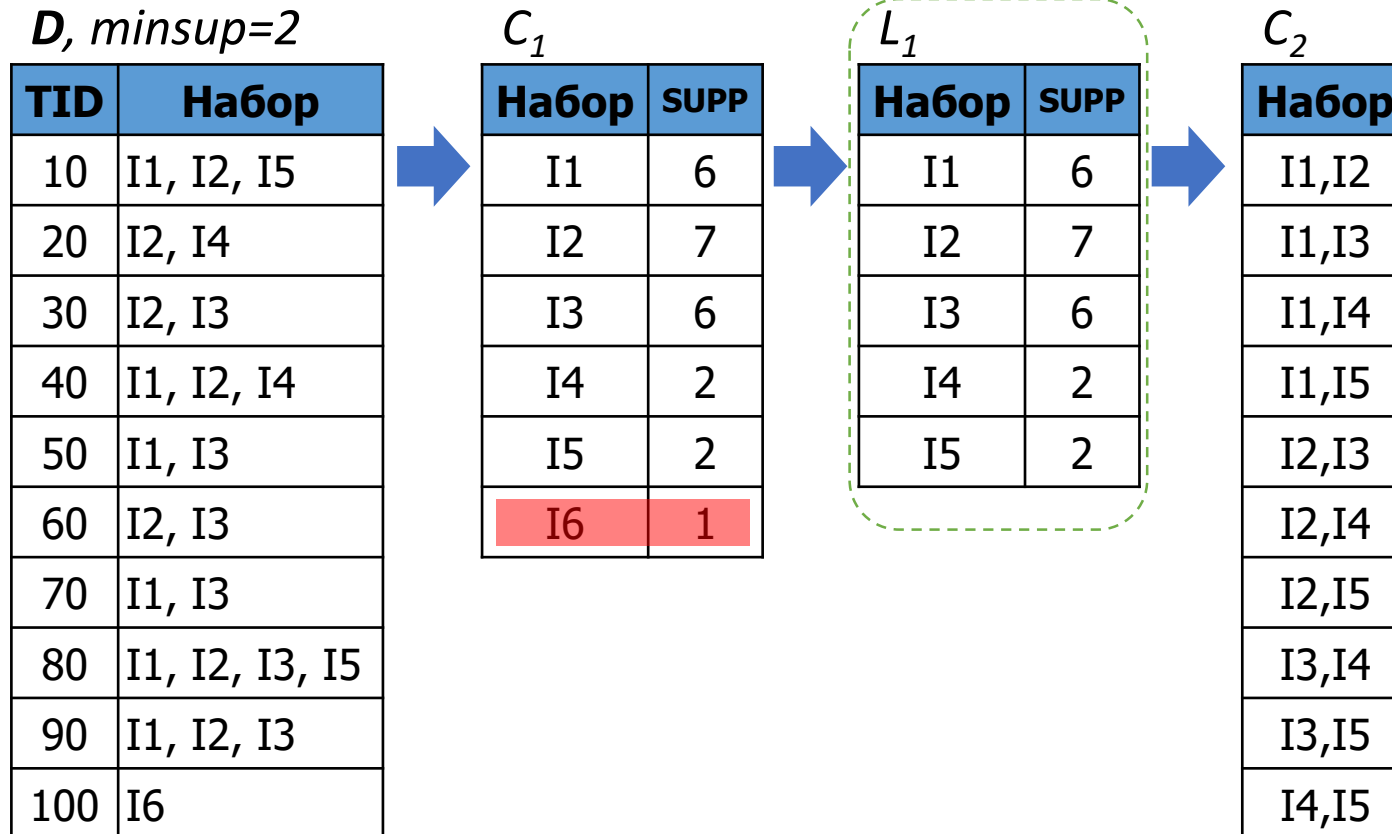 D, minsup=2
TID Набор
10 I1, I2, I5
20 I2, I4
30 I2, I3
40 I1, I2, I4
50 I1, I3
60 I2, I3
70 I1, I3
80 I1, I2, I3, I5
90 I1, I2, I3
100 I6
C1
Набор SUPP
I1 6
I2 7
I3 6
I4 2
I5 2
I6 1
L1
Набор SUPP
I1 6
I2 7
I3 6
I4 2
I5 2
C2
Набор
I1,I2
I1,I3
I1,I4
I1,I5
I2,I3
I2,I4
I2,I5
I3,I4
I3,I5
I4,I5